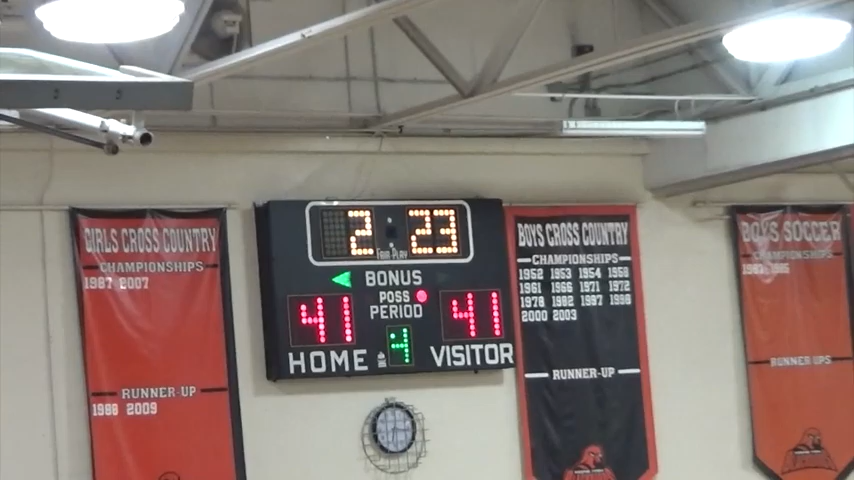 GIRLS CROSS COUNTRY
CHAMPIONSHIPS
1987 2007
RUNNER-UP
1988 2009
2 : 23
FAIR-PLAY
BONUS
POSS
PERIOD
41 41
4
HOME VISITOR
BOYS CROSS COUNTRY
CHAMPIONSHIPS
1952 1953 1954 1958
1961 1966 1971 1972
1978 1982 1997 1998
2000 2003
RUNNER-UP
BOYS SOCCER
CHAMPIONSHIPS
RUNNER UPS